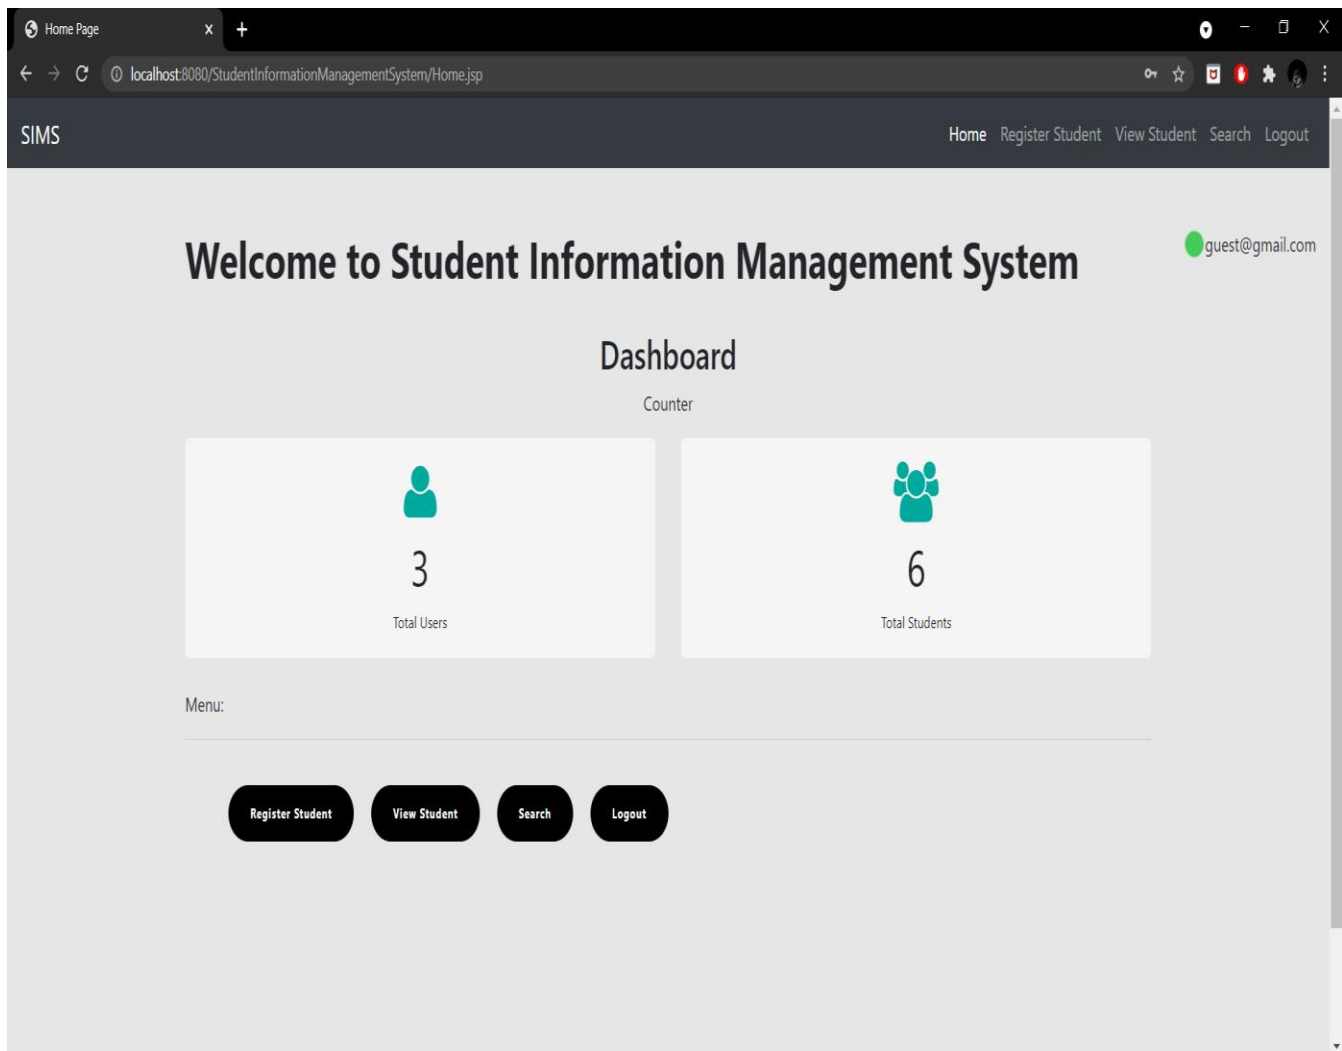 Home Page
localhost:8080/StudentInformationManagementSystem/Home.jsp
SIMS
Home Register Student View Student Search Logout
guest@gmail.com
Welcome to Student Information Management System
Dashboard
Counter
3 6
Total Users Total Students
Menu:
Register Student View Student Search Logout